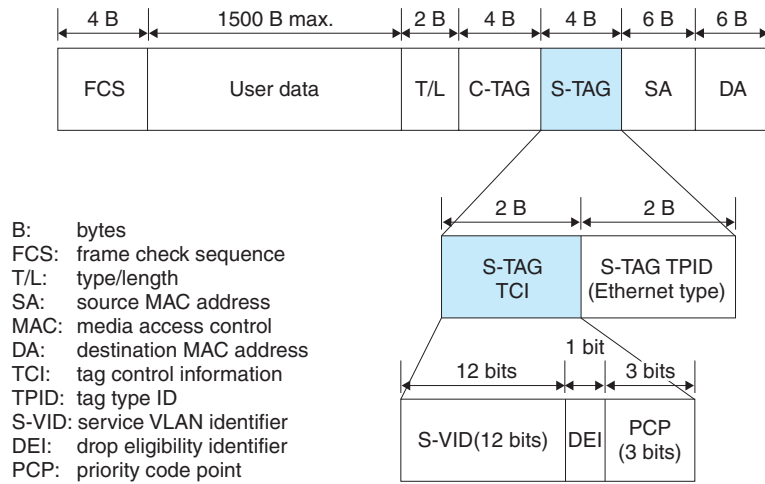 4 B 1500 B max. 2 B 4 B 4 B 6 B 6 B
FCS User data T/L C-TAG S-TAG SA DA
2 B 2 B
S-TAG TCI
S-TAG TPID
(Ethernet type)
1 bit
12 bits 3 bits
S-VID(12 bits) DEI PCP
(3 bits)
B: bytes
FCS: frame check sequence
T/L: type/length
SA: source MAC address
MAC: media access control
DA: destination MAC address
TCI: tag control information
TPID: tag type ID
S-VID: service VLAN identifier
DEI: drop eligibility identifier
PCP: priority code point